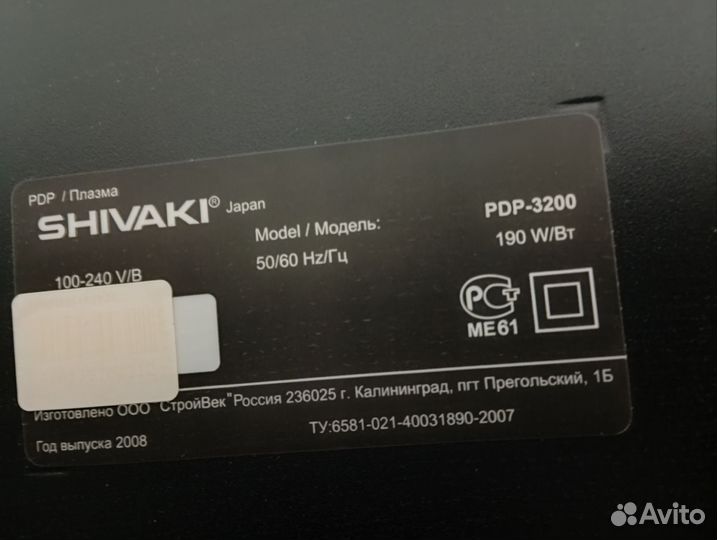 PDP / Плазма
SHIVAKI® Japan
Model / Модель: PDP-3200
100-240 V/В 50/60 Hz/Гц 190 W/Вт
РСТ
ME61
Изготовлено ООО "СтройВек" Россия 236025 г. Калининград, пгт Прегольский, 1Б
Год выпуска 2008 ТУ:6581-021-40031890-2007
Avito